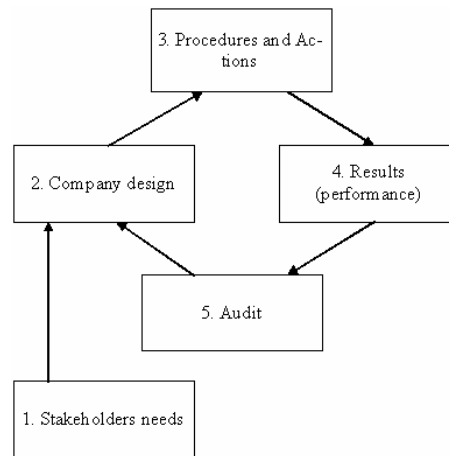 3. Procedures and Ac-
tions
2. Company design
4. Results
(performance)
5. Audit
1. Stakeholders needs